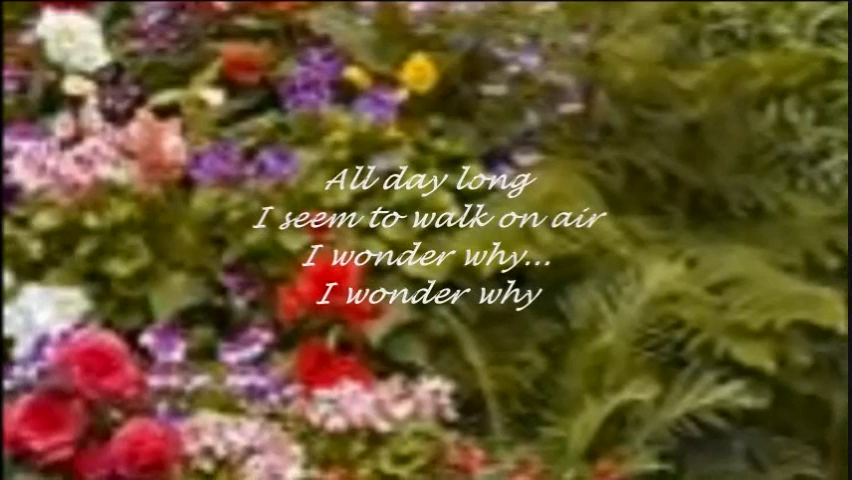 All day long
I seem to walk on air
I wonder why...
I wonder why